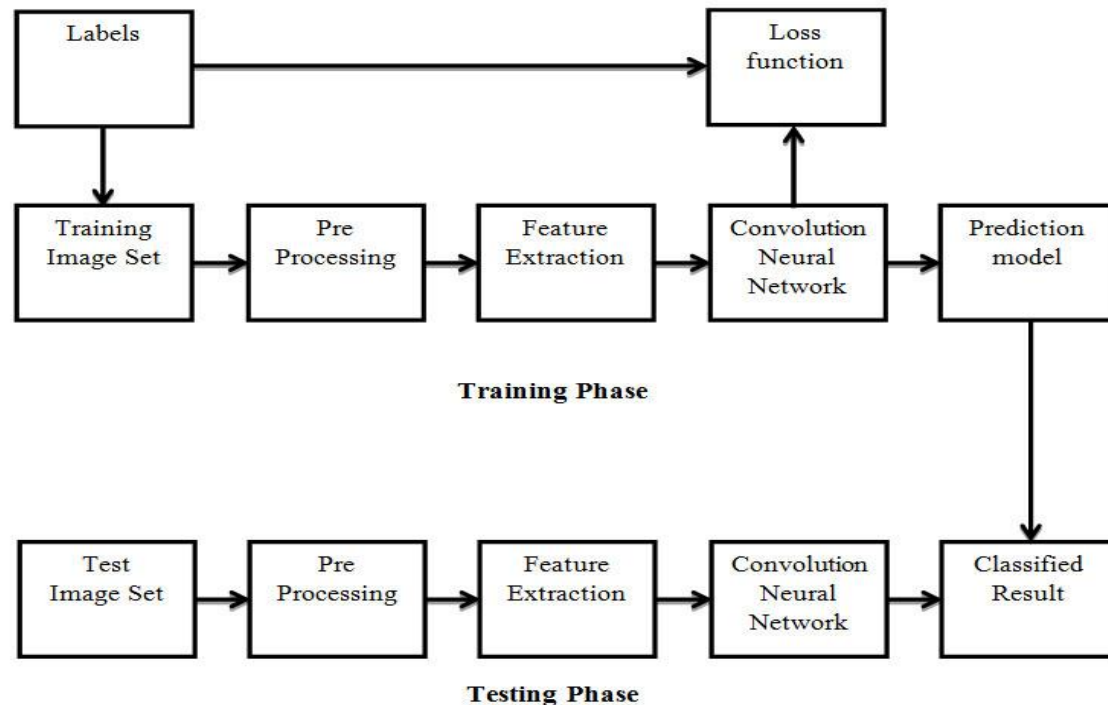 Labels
Loss
function
Training
Image Set
Pre
Processing
Feature
Extraction
Convolution
Neural
Network
Prediction
model
Training Phase
Test
Image Set
Pre
Processing
Feature
Extraction
Convolution
Neural
Network
Classified
Result
Testing Phase